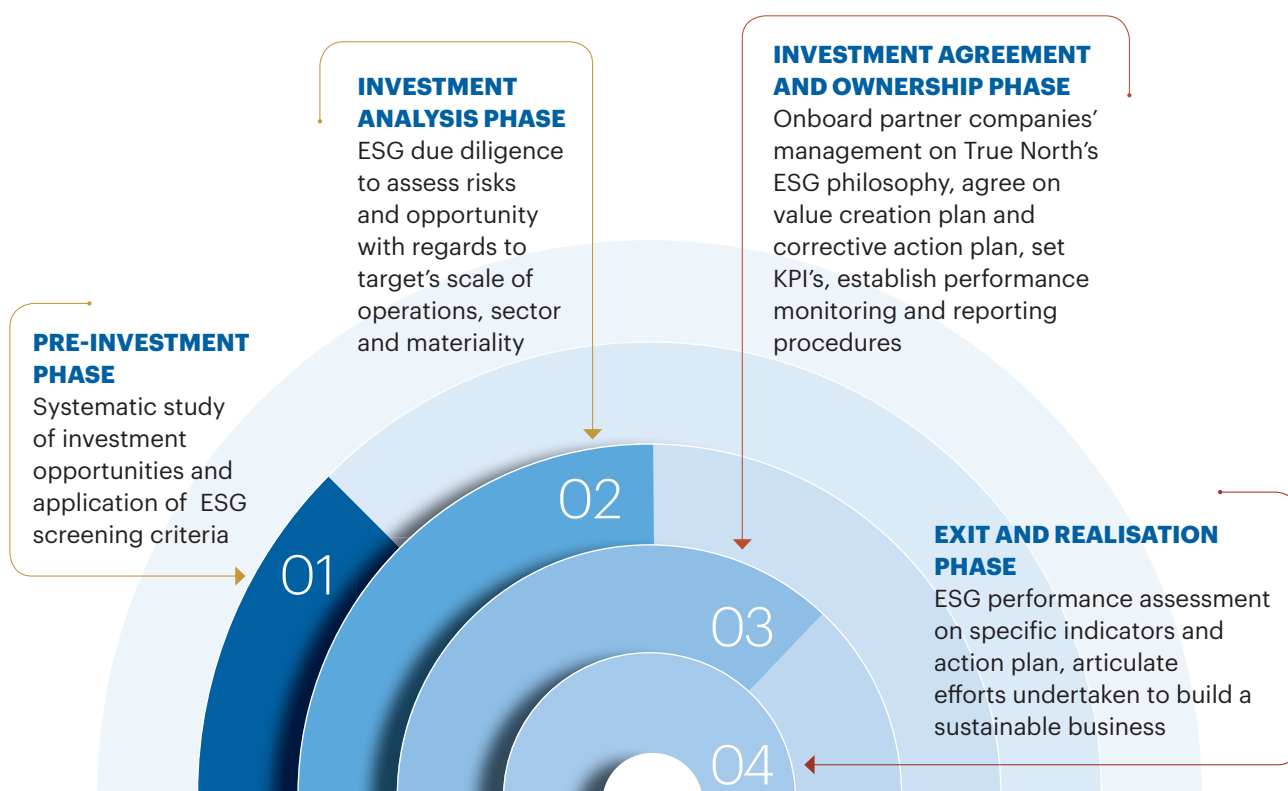 PRE-INVESTMENT
PHASE
Systematic study
of investment
opportunities and
application of  ESG
screening criteria
01
INVESTMENT
ANALYSIS PHASE
ESG due diligence
to assess risks
and opportunity
with regards to
target's scale of
operations, sector
and materiality
02
INVESTMENT AGREEMENT
AND OWNERSHIP PHASE
Onboard partner companies'
management on True North's
ESG philosophy, agree on
value creation plan and
corrective action plan, set
KPI's, establish performance
monitoring and reporting
procedures
03
EXIT AND REALISATION
PHASE
ESG performance assessment
on specific indicators and
action plan, articulate
efforts undertaken to build a
sustainable business
04